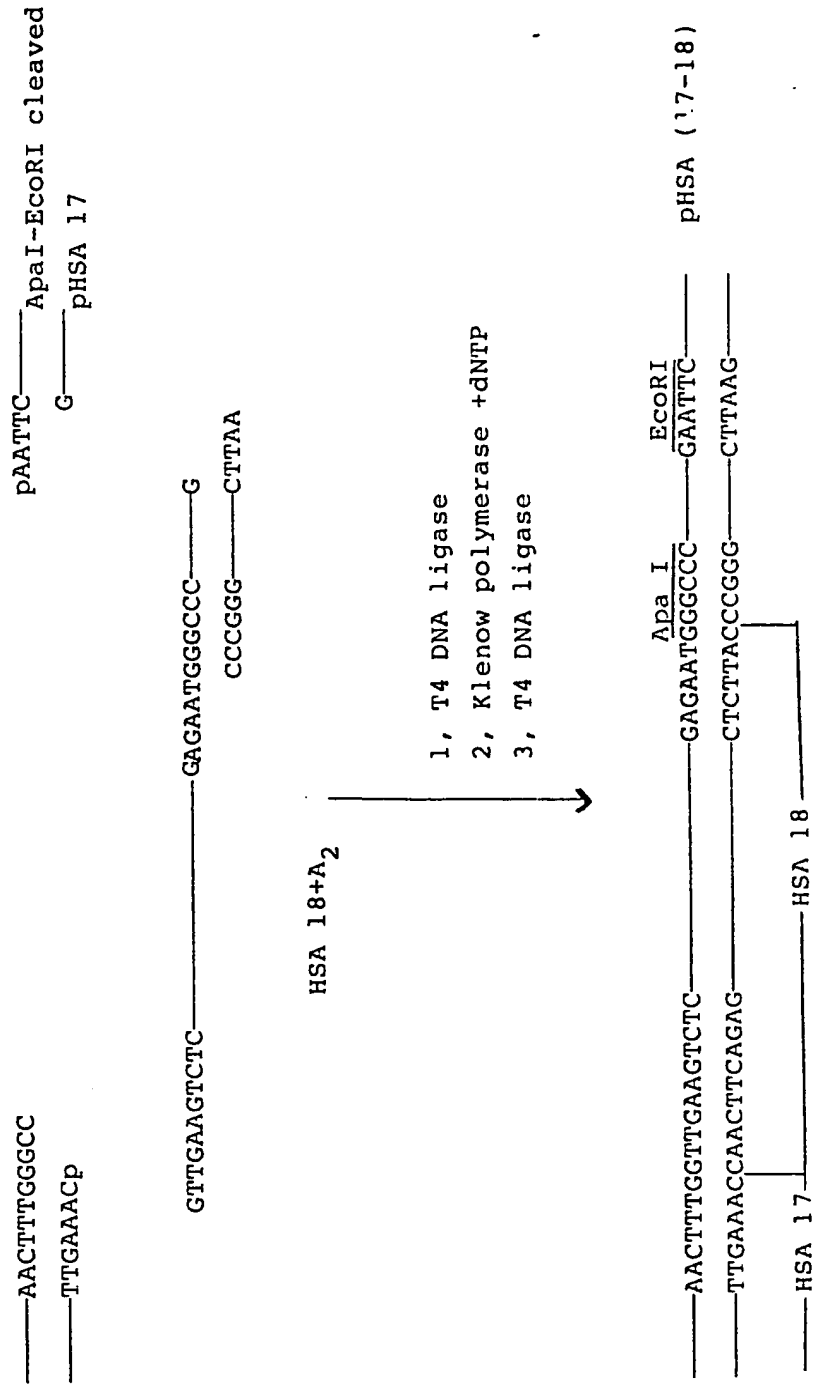 AACTTTGGGCC pAATTC
ApaI-EcoRI cleaved
TTGAAACp G
pHSA 17
GTTGAAGTCTC GAGAATGGGCCC G
CCCGGG CTTAA
HSA 18+A2
1, T4 DNA ligase
2, Klenow polymerase +dNTP
3, T4 DNA ligase
Apa I EcoRI
AACTTTGGTTGAAGTCTC GAGAATGGGCCC GAATTC
pHSA (17-18)
TTGAAACCAACTTCAGAG CTCTTACCCGGG CTTAAG
HSA 17 HSA 18